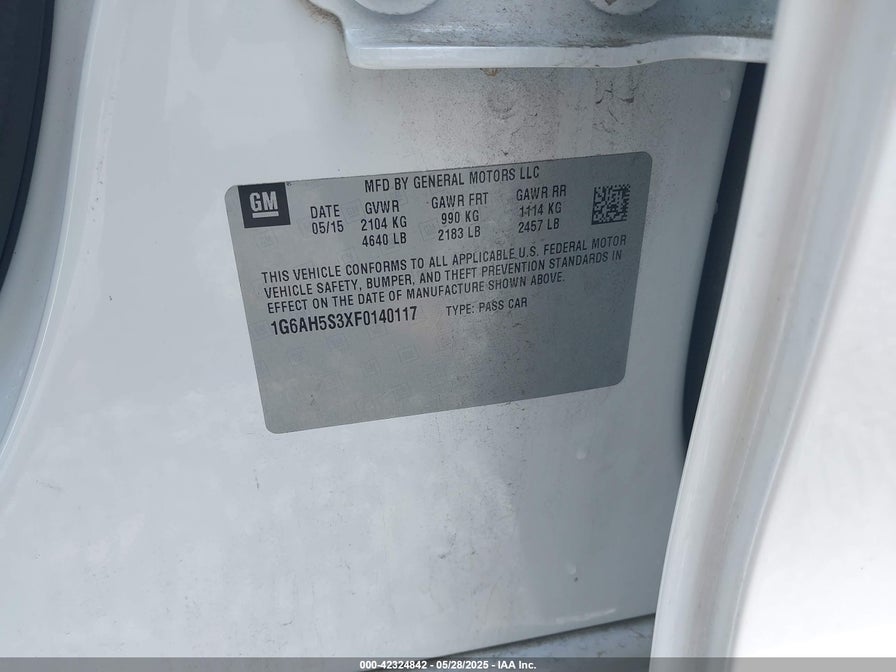 MFD BY GENERAL MOTORS LLC
GM
DATE GVWR GAWR FRT GAWR RR
05/15 2104 KG 990 KG 1114 KG
4640 LB 2183 LB 2457 LB
THIS VEHICLE CONFORMS TO ALL APPLICABLE U.S. FEDERAL MOTOR
VEHICLE SAFETY, BUMPER, AND THEFT PREVENTION STANDARDS IN
EFFECT ON THE DATE OF MANUFACTURE SHOWN ABOVE.
1G6AH5S3XF0140117 TYPE: PASS CAR
000-42324842 - 05/28/2025 - IAA Inc.